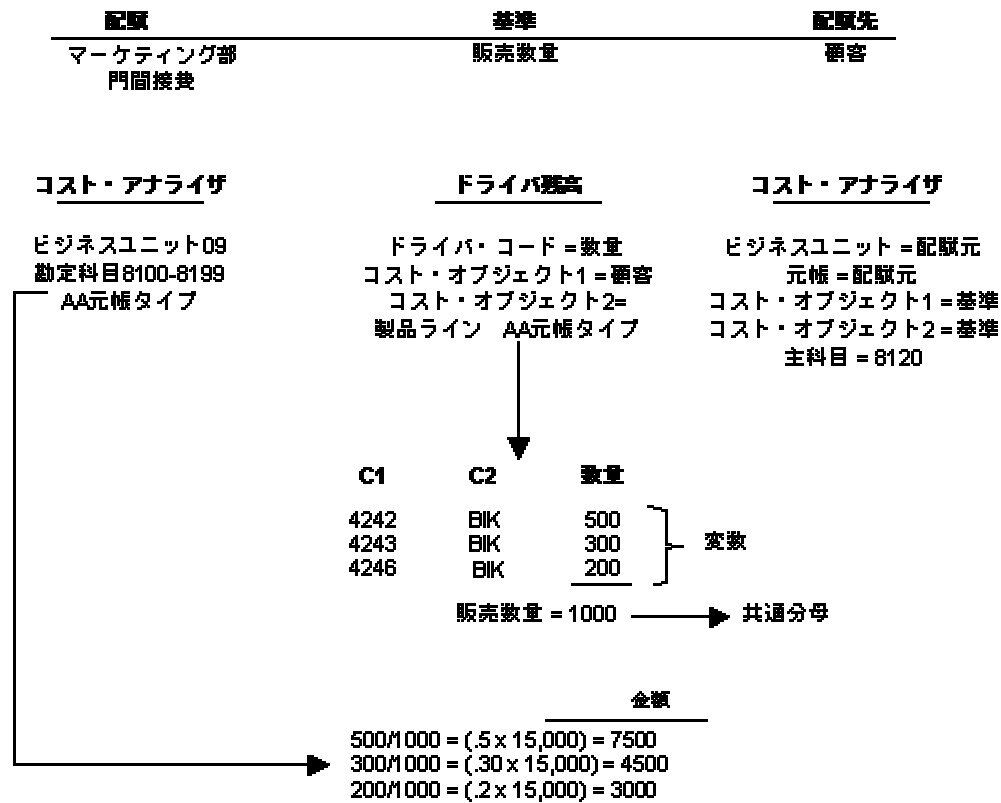 配賦 基準 配賦先
マーケティング部 販売数量 顧客
門間接費
コスト・アナライザ ドライバ残高 コスト・アナライザ
ビジネスユニット09 ドライバ・コード = 数量 ビジネスユニット = 配賦元
勘定科目8100-8199 コスト・オブジェクト1 = 顧客 元帳 = 配賦元
AA元帳タイプ コスト・オブジェクト2= コスト・オブジェクト1 = 基準
製品ライン AA元帳タイプ コスト・オブジェクト2 = 基準
主科目 = 8120
C1 C2 数量
4242 BIK 500
4243 BIK 300 変数
4246 BIK 200
販売数量 = 1000 共通分母
金額
500/1000 = (.5 x 15,000) = 7500
300/1000 = (.30 x 15,000) = 4500
200/1000 = (.2 x 15,000) = 3000